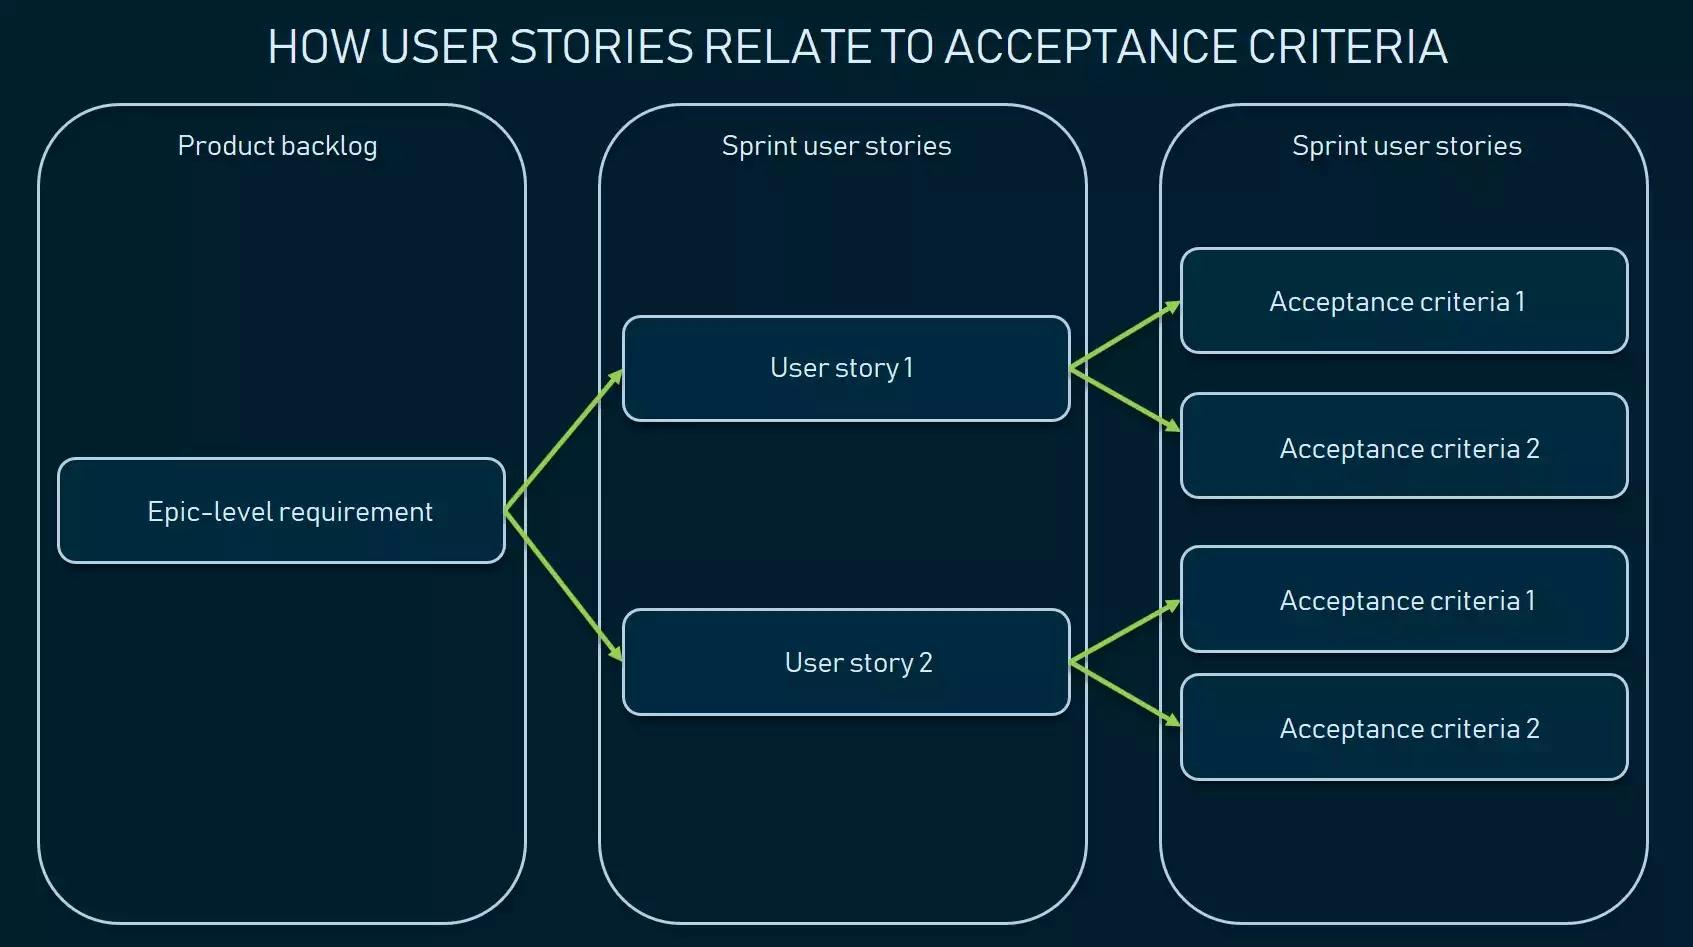 HOW USER STORIES RELATE TO ACCEPTANCE CRITERIA
Product backlog
Epic-level requirement
Sprint user stories
User story 1
User story 2
Sprint user stories
Acceptance criteria 1
Acceptance criteria 2
Acceptance criteria 1
Acceptance criteria 2